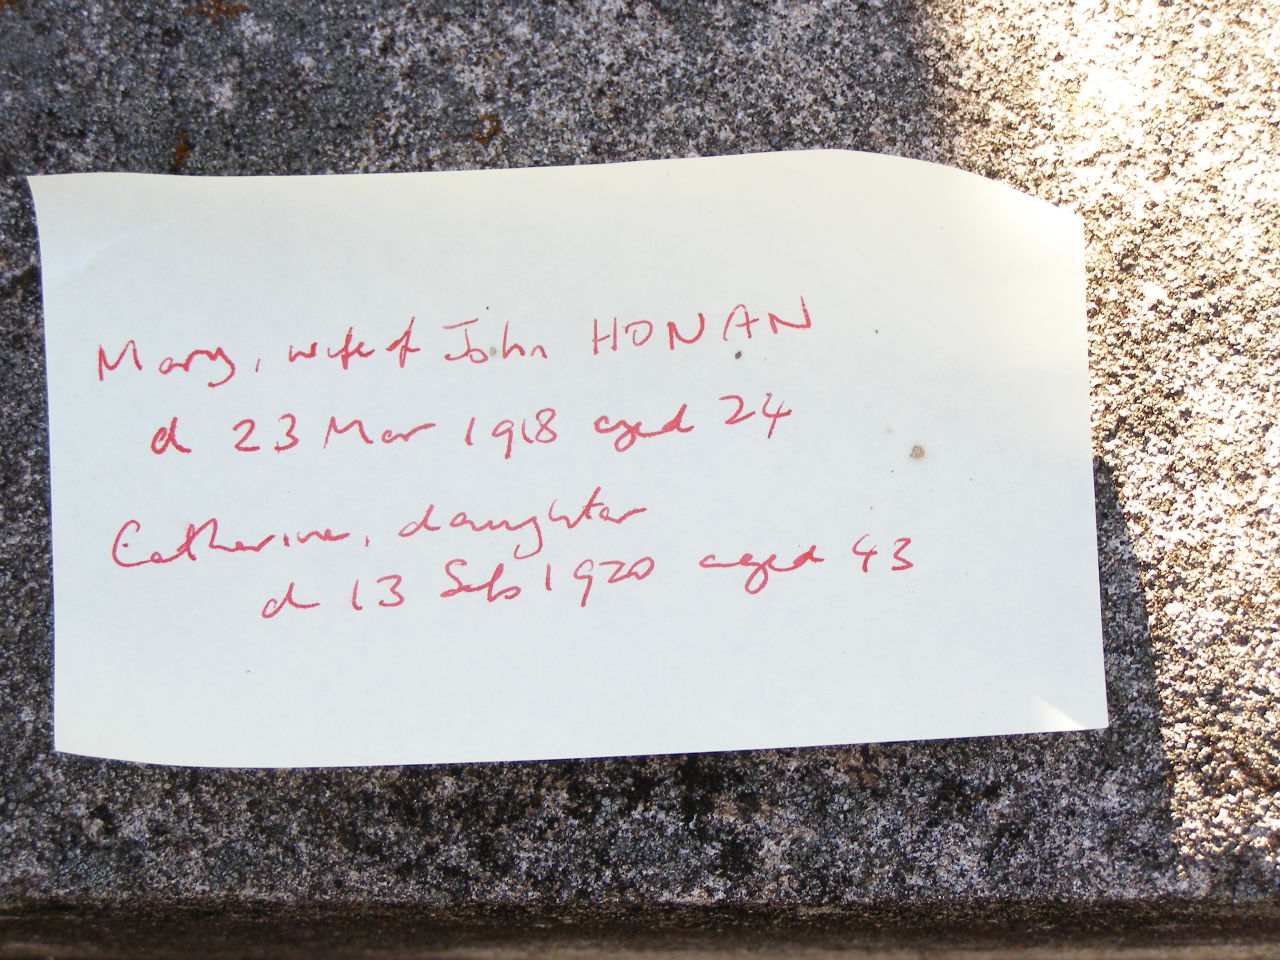 Mary, wife of John HONAN
d 23 Mar 1918 aged 24
Catherine, daughter
d 13 Feb 1920 aged 43